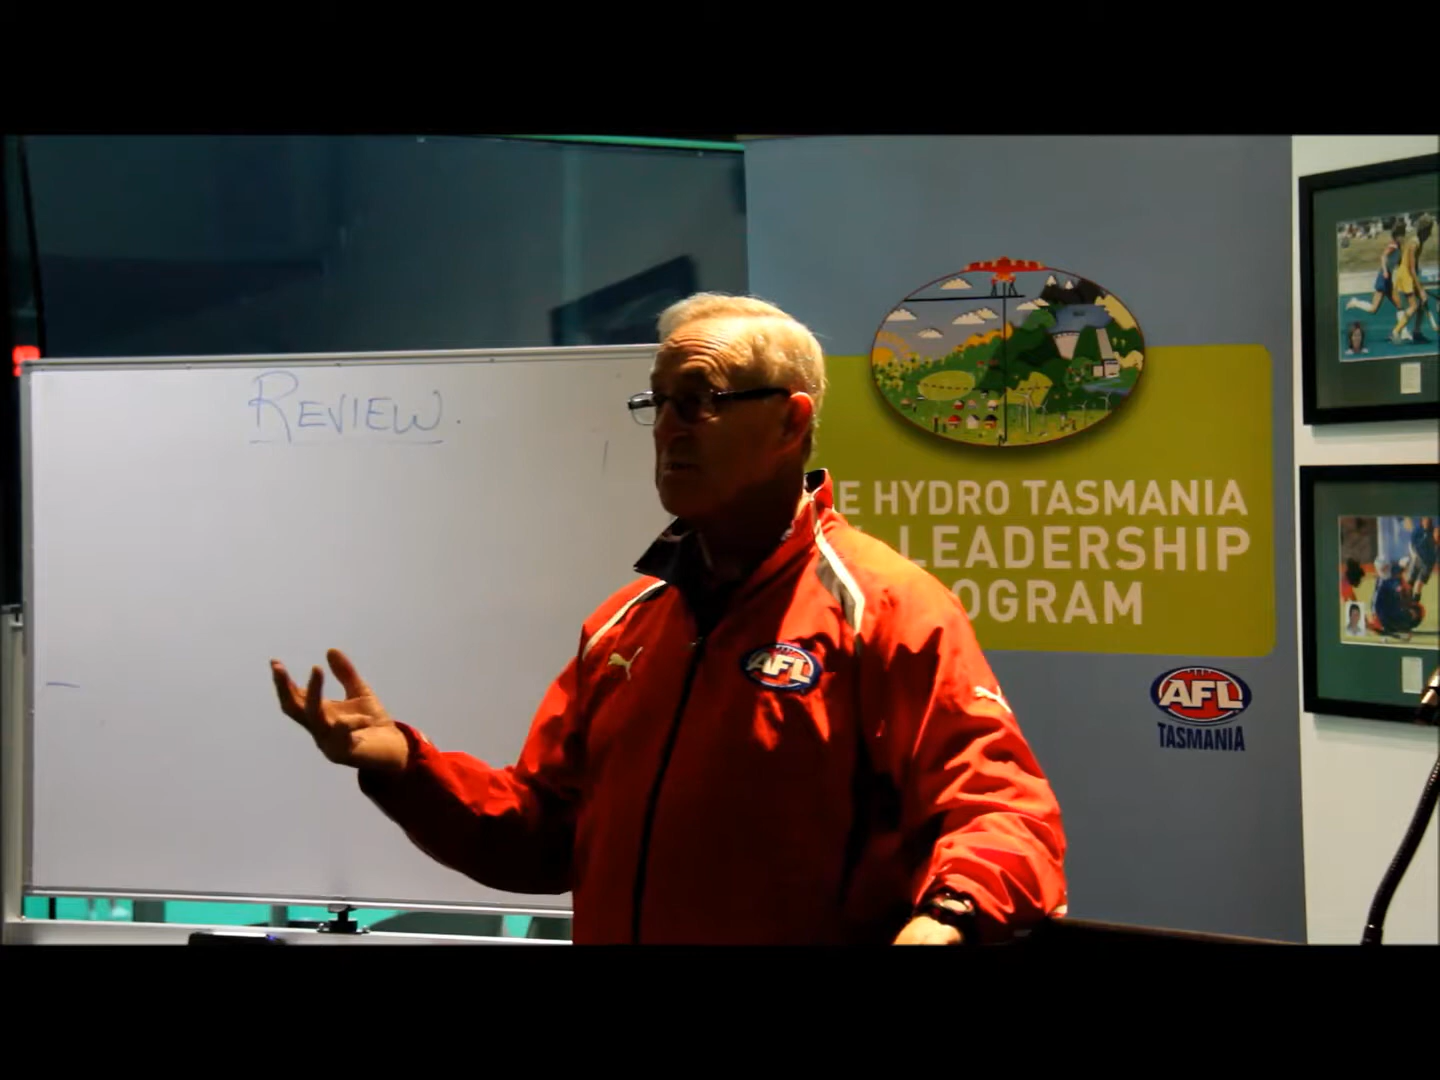 REVIEW.
E HYDRO TASMANIA
LEADERSHIP
OGRAM
AFL
AFL
TASMANIA